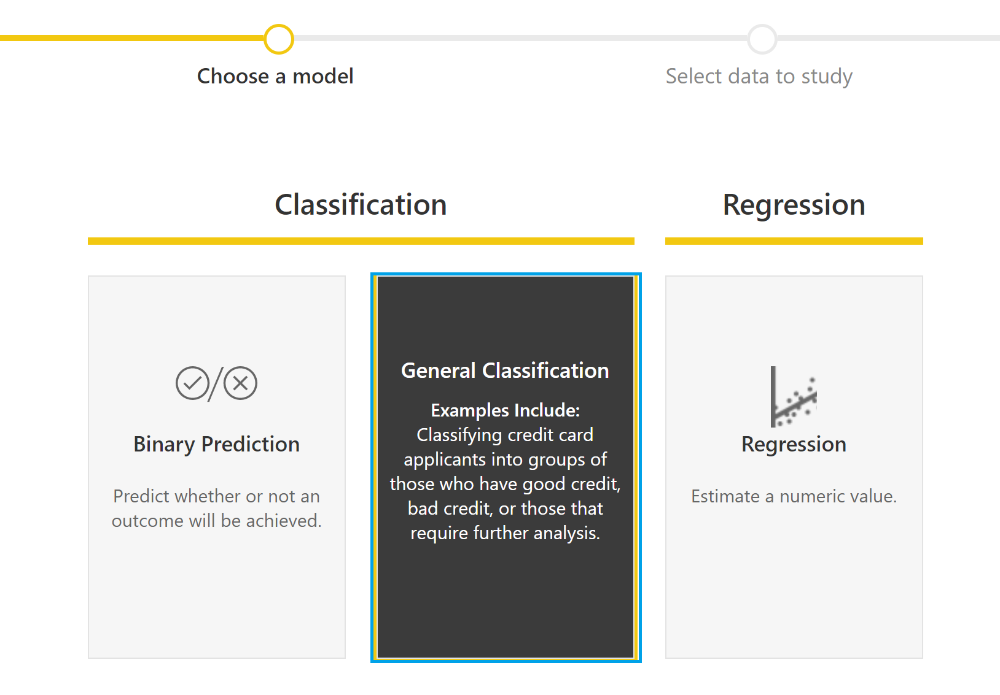 Choose a model
Select data to study
Classification
Regression
Binary Prediction
Predict whether or not an
outcome will be achieved.
General Classification
Examples Include:
Classifying credit card
applicants into groups of
those who have good credit,
bad credit, or those that
require further analysis.
Regression
Estimate a numeric value.